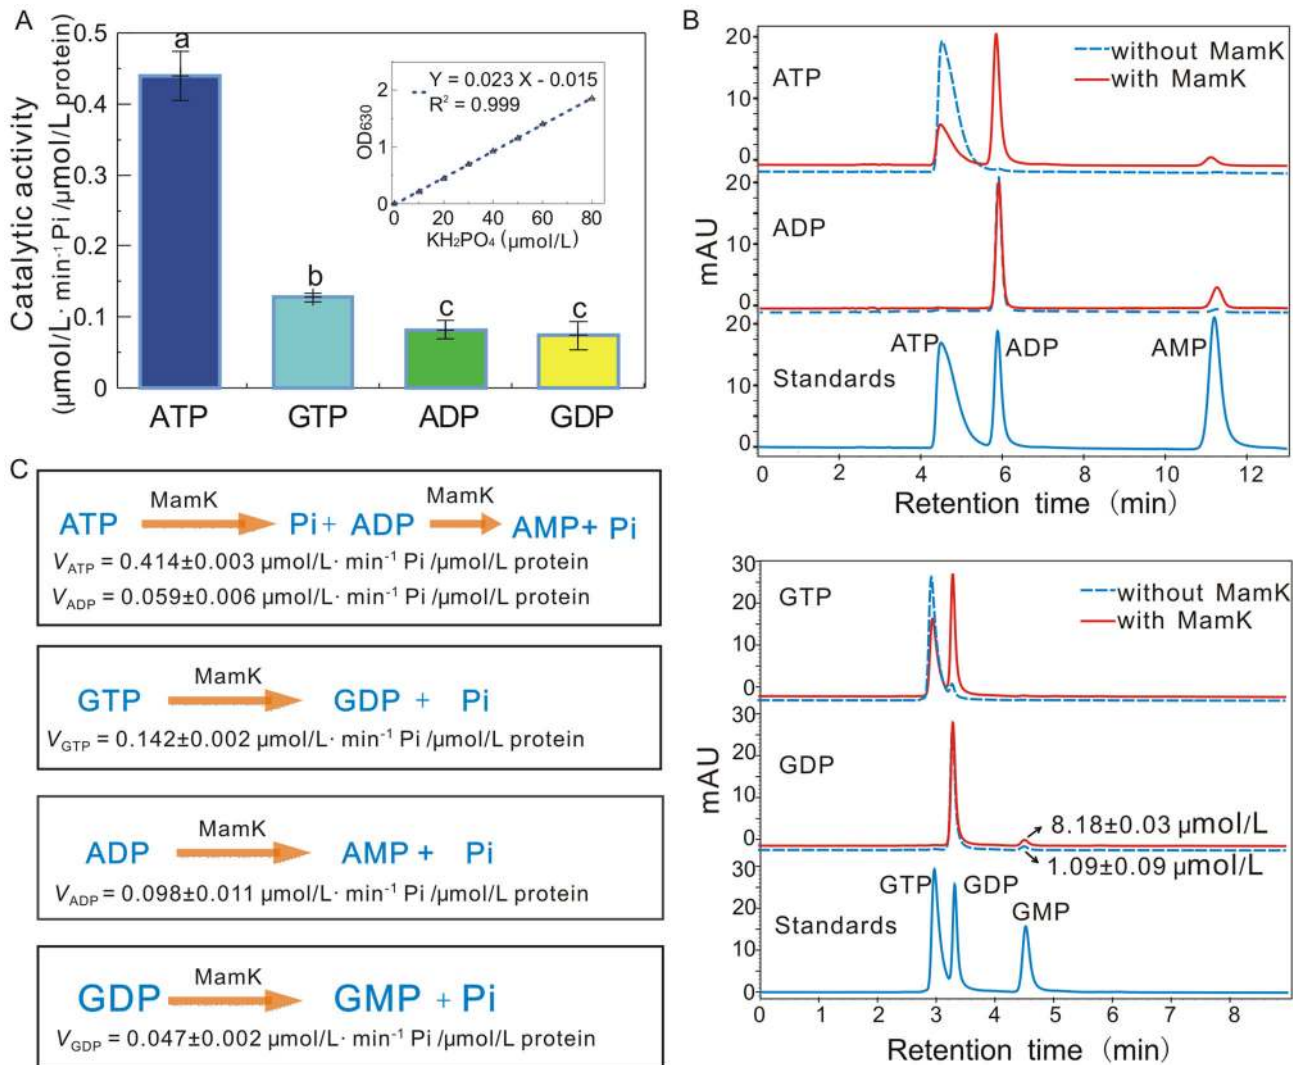 A
Catalytic activity
(μmol/L· min⁻¹ Pi /μmol/L protein)
0.5
0.4
0.3
0.2
0.1
0
a
b
c
c
ATP GTP ADP GDP
Y = 0.023 X - 0.015
R² = 0.999
OD630
2
1
0
0 20 40 60 80
KH₂PO₄ (μmol/L)
B
mAU
ATP
without MamK
with MamK
20
10
0
ADP
20
10
0
Standards
ATP ADP AMP
20
10
0
0 2 4 6 8 10 12
Retention time (min)
mAU
GTP
without MamK
with MamK
30
20
10
0
GDP
30
20
10
0
8.18±0.03 μmol/L
1.09±0.09 μmol/L
Standards
GTP GDP GMP
30
20
10
0
0 1 2 3 4 5 6 7 8
Retention time (min)
C
MamK MamK
ATP Pi + ADP AMP+ Pi
V_ATP = 0.414±0.003 μmol/L· min⁻¹ Pi /μmol/L protein
V_ADP = 0.059±0.006 μmol/L· min⁻¹ Pi /μmol/L protein
MamK
GTP GDP + Pi
V_GTP = 0.142±0.002 μmol/L· min⁻¹ Pi /μmol/L protein
MamK
ADP AMP + Pi
V_ADP = 0.098±0.011 μmol/L· min⁻¹ Pi /μmol/L protein
MamK
GDP GMP + Pi
V_GDP = 0.047±0.002 μmol/L· min⁻¹ Pi /μmol/L protein